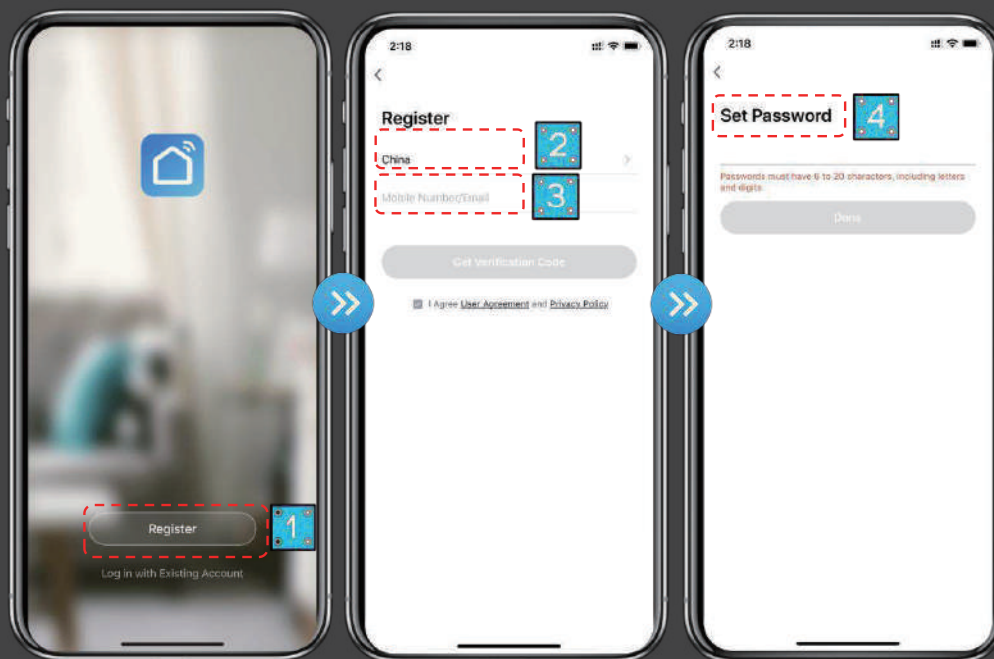 Register
1
Log in with Existing Account
2:18
Register
2
China
3
Mobile Number/Email
Get Verification Code
I Agree User Agreement and Privacy Policy
2:18
Set Password
4
Passwords must have 6 to 20 characters, including letters
and digits
Done